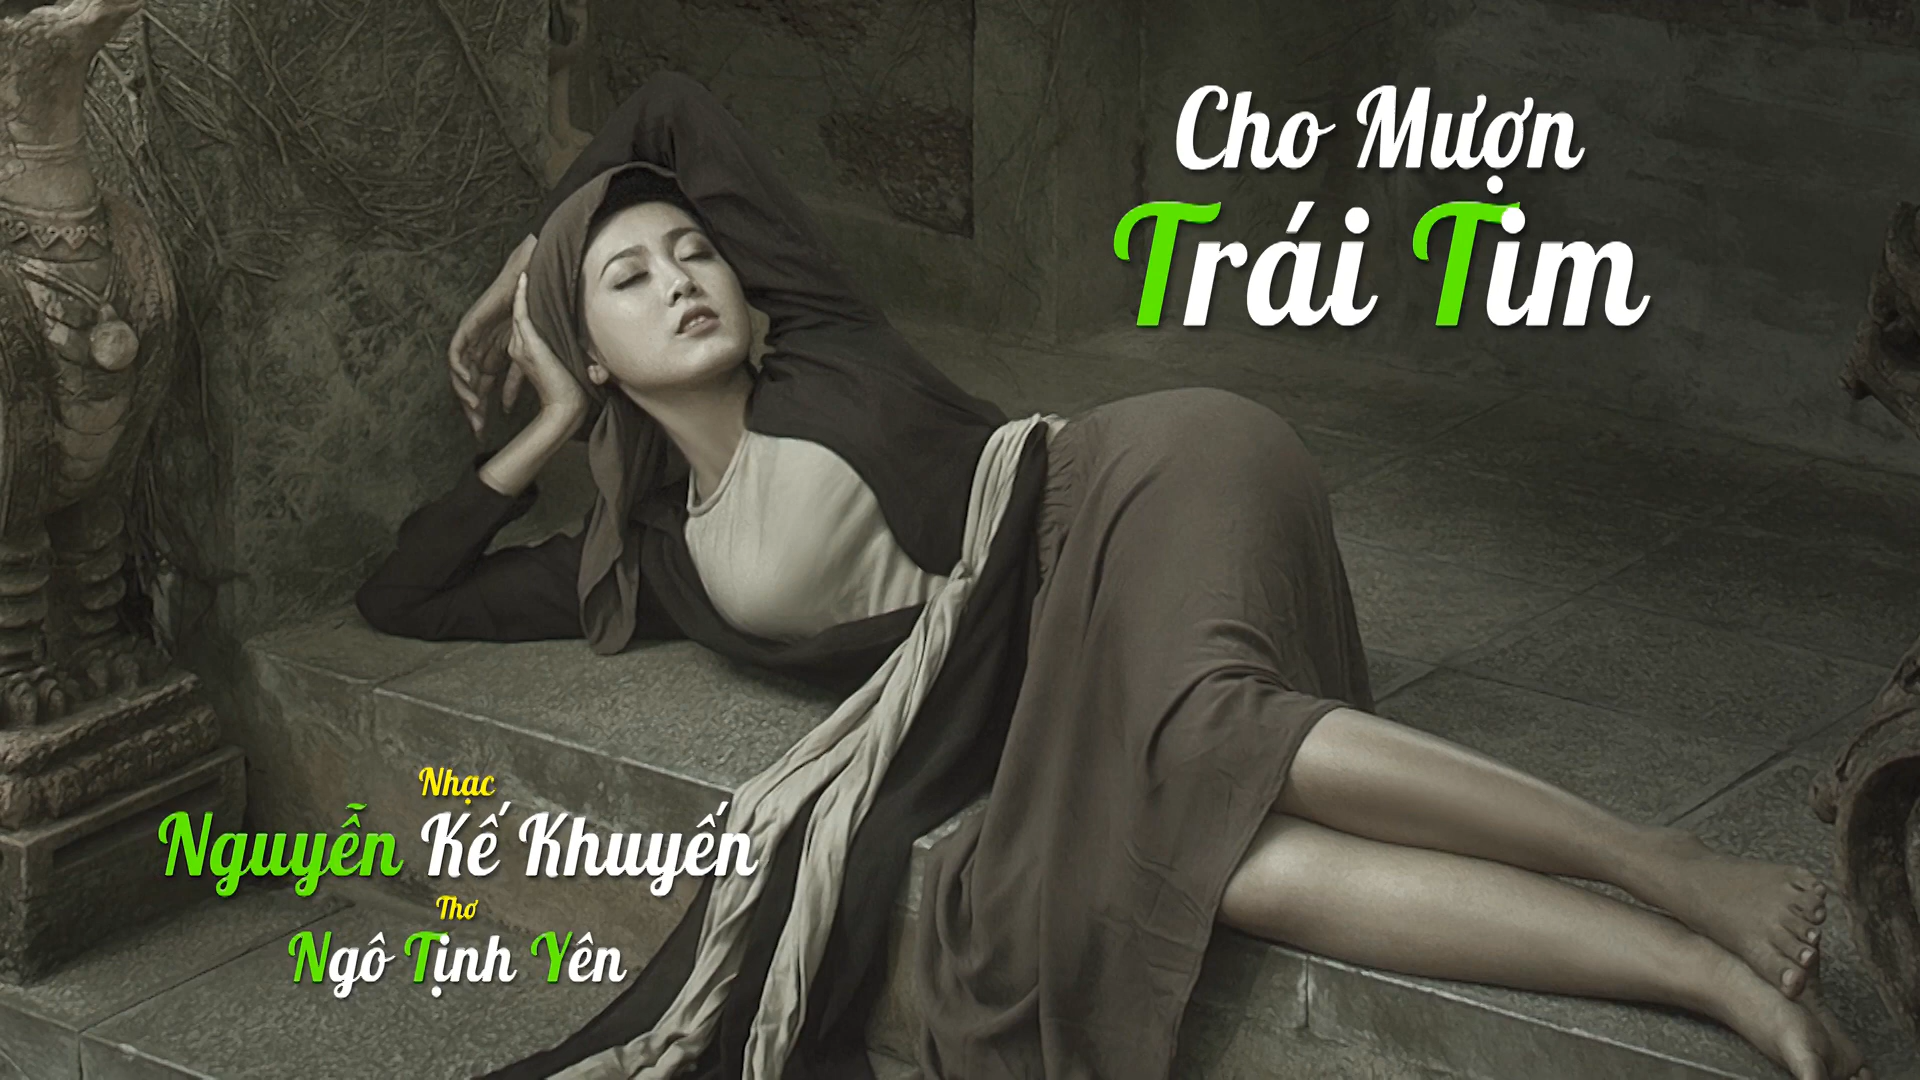 Cho Mượn
Trái Tim
Nhạc
Nguyễn Kế Khuyến
Thơ
Ngô Tịnh Yên